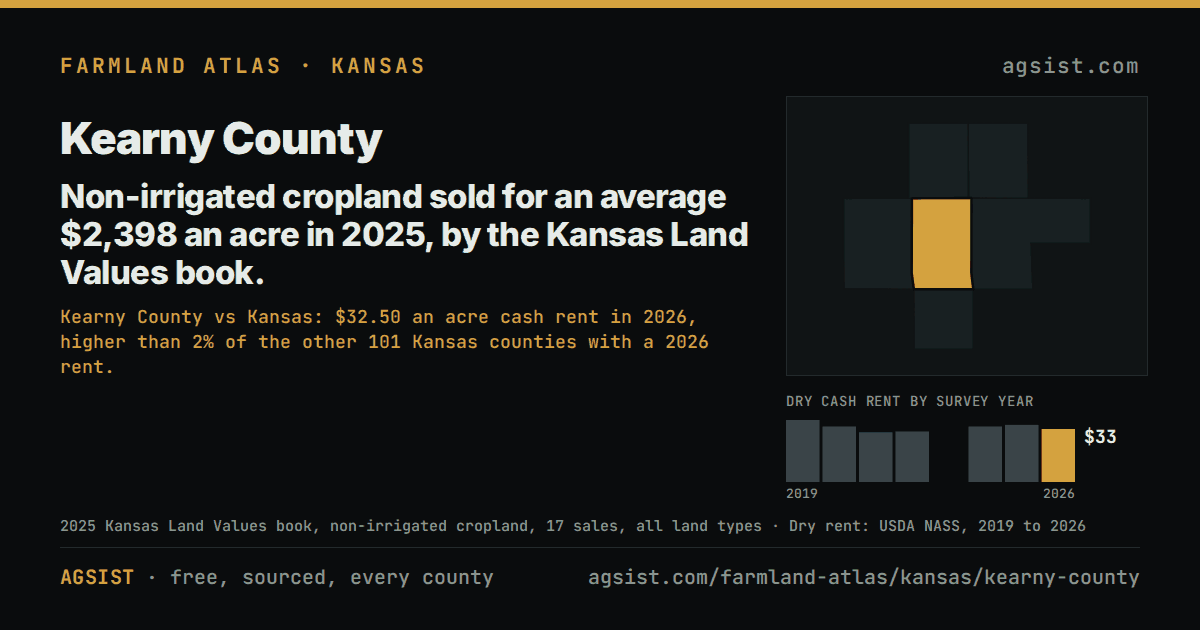 FARMLAND ATLAS · KANSAS
agsist.com
Kearny County
Non-irrigated cropland sold for an average
$2,398 an acre in 2025, by the Kansas Land
Values book.
Kearny County vs Kansas: $32.50 an acre cash rent in 2026,
higher than 2% of the other 101 Kansas counties with a 2026
rent.
DRY CASH RENT BY SURVEY YEAR
$33
2019
2026
2025 Kansas Land Values book, non-irrigated cropland, 17 sales, all land types · Dry rent: USDA NASS, 2019 to 2026
AGSIST · free, sourced, every county
agsist.com/farmland-atlas/kansas/kearny-county